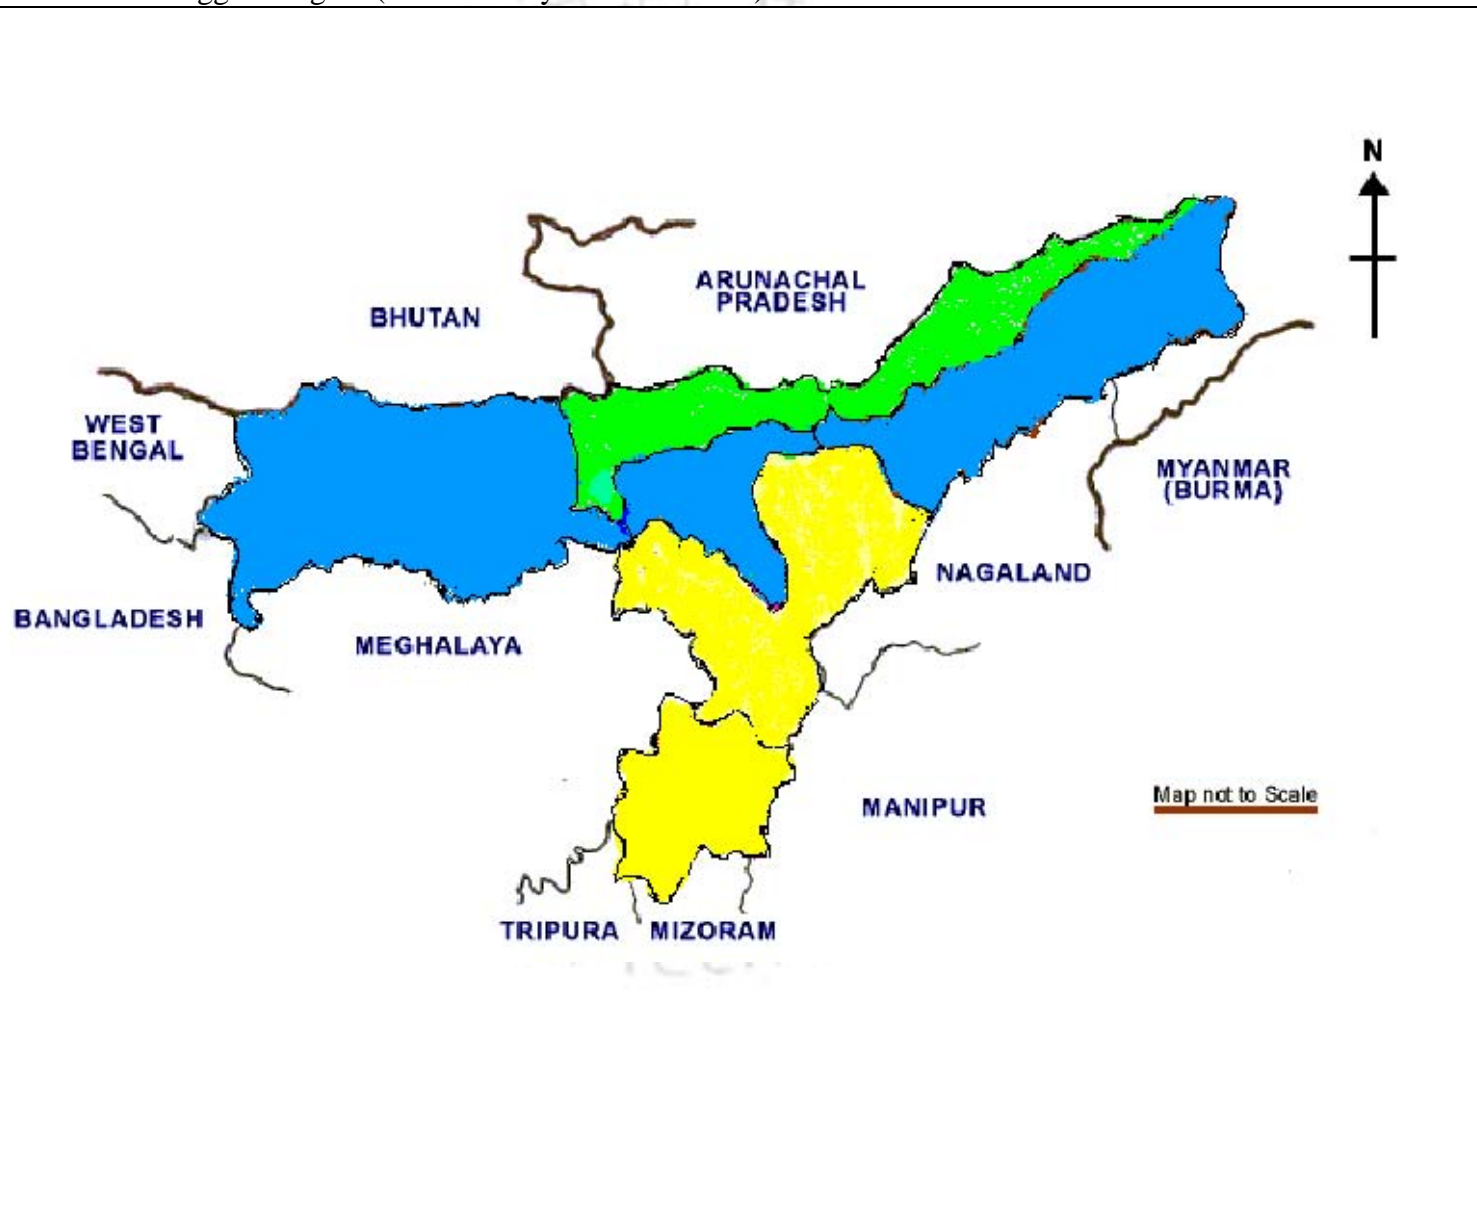 N
ARUNACHAL
PRADESH
BHUTAN
WEST
BENGAL
MYANMAR
(BURMA)
NAGALAND
BANGLADESH
MEGHALAYA
Map not to Scale
MANIPUR
TRIPURA MIZORAM